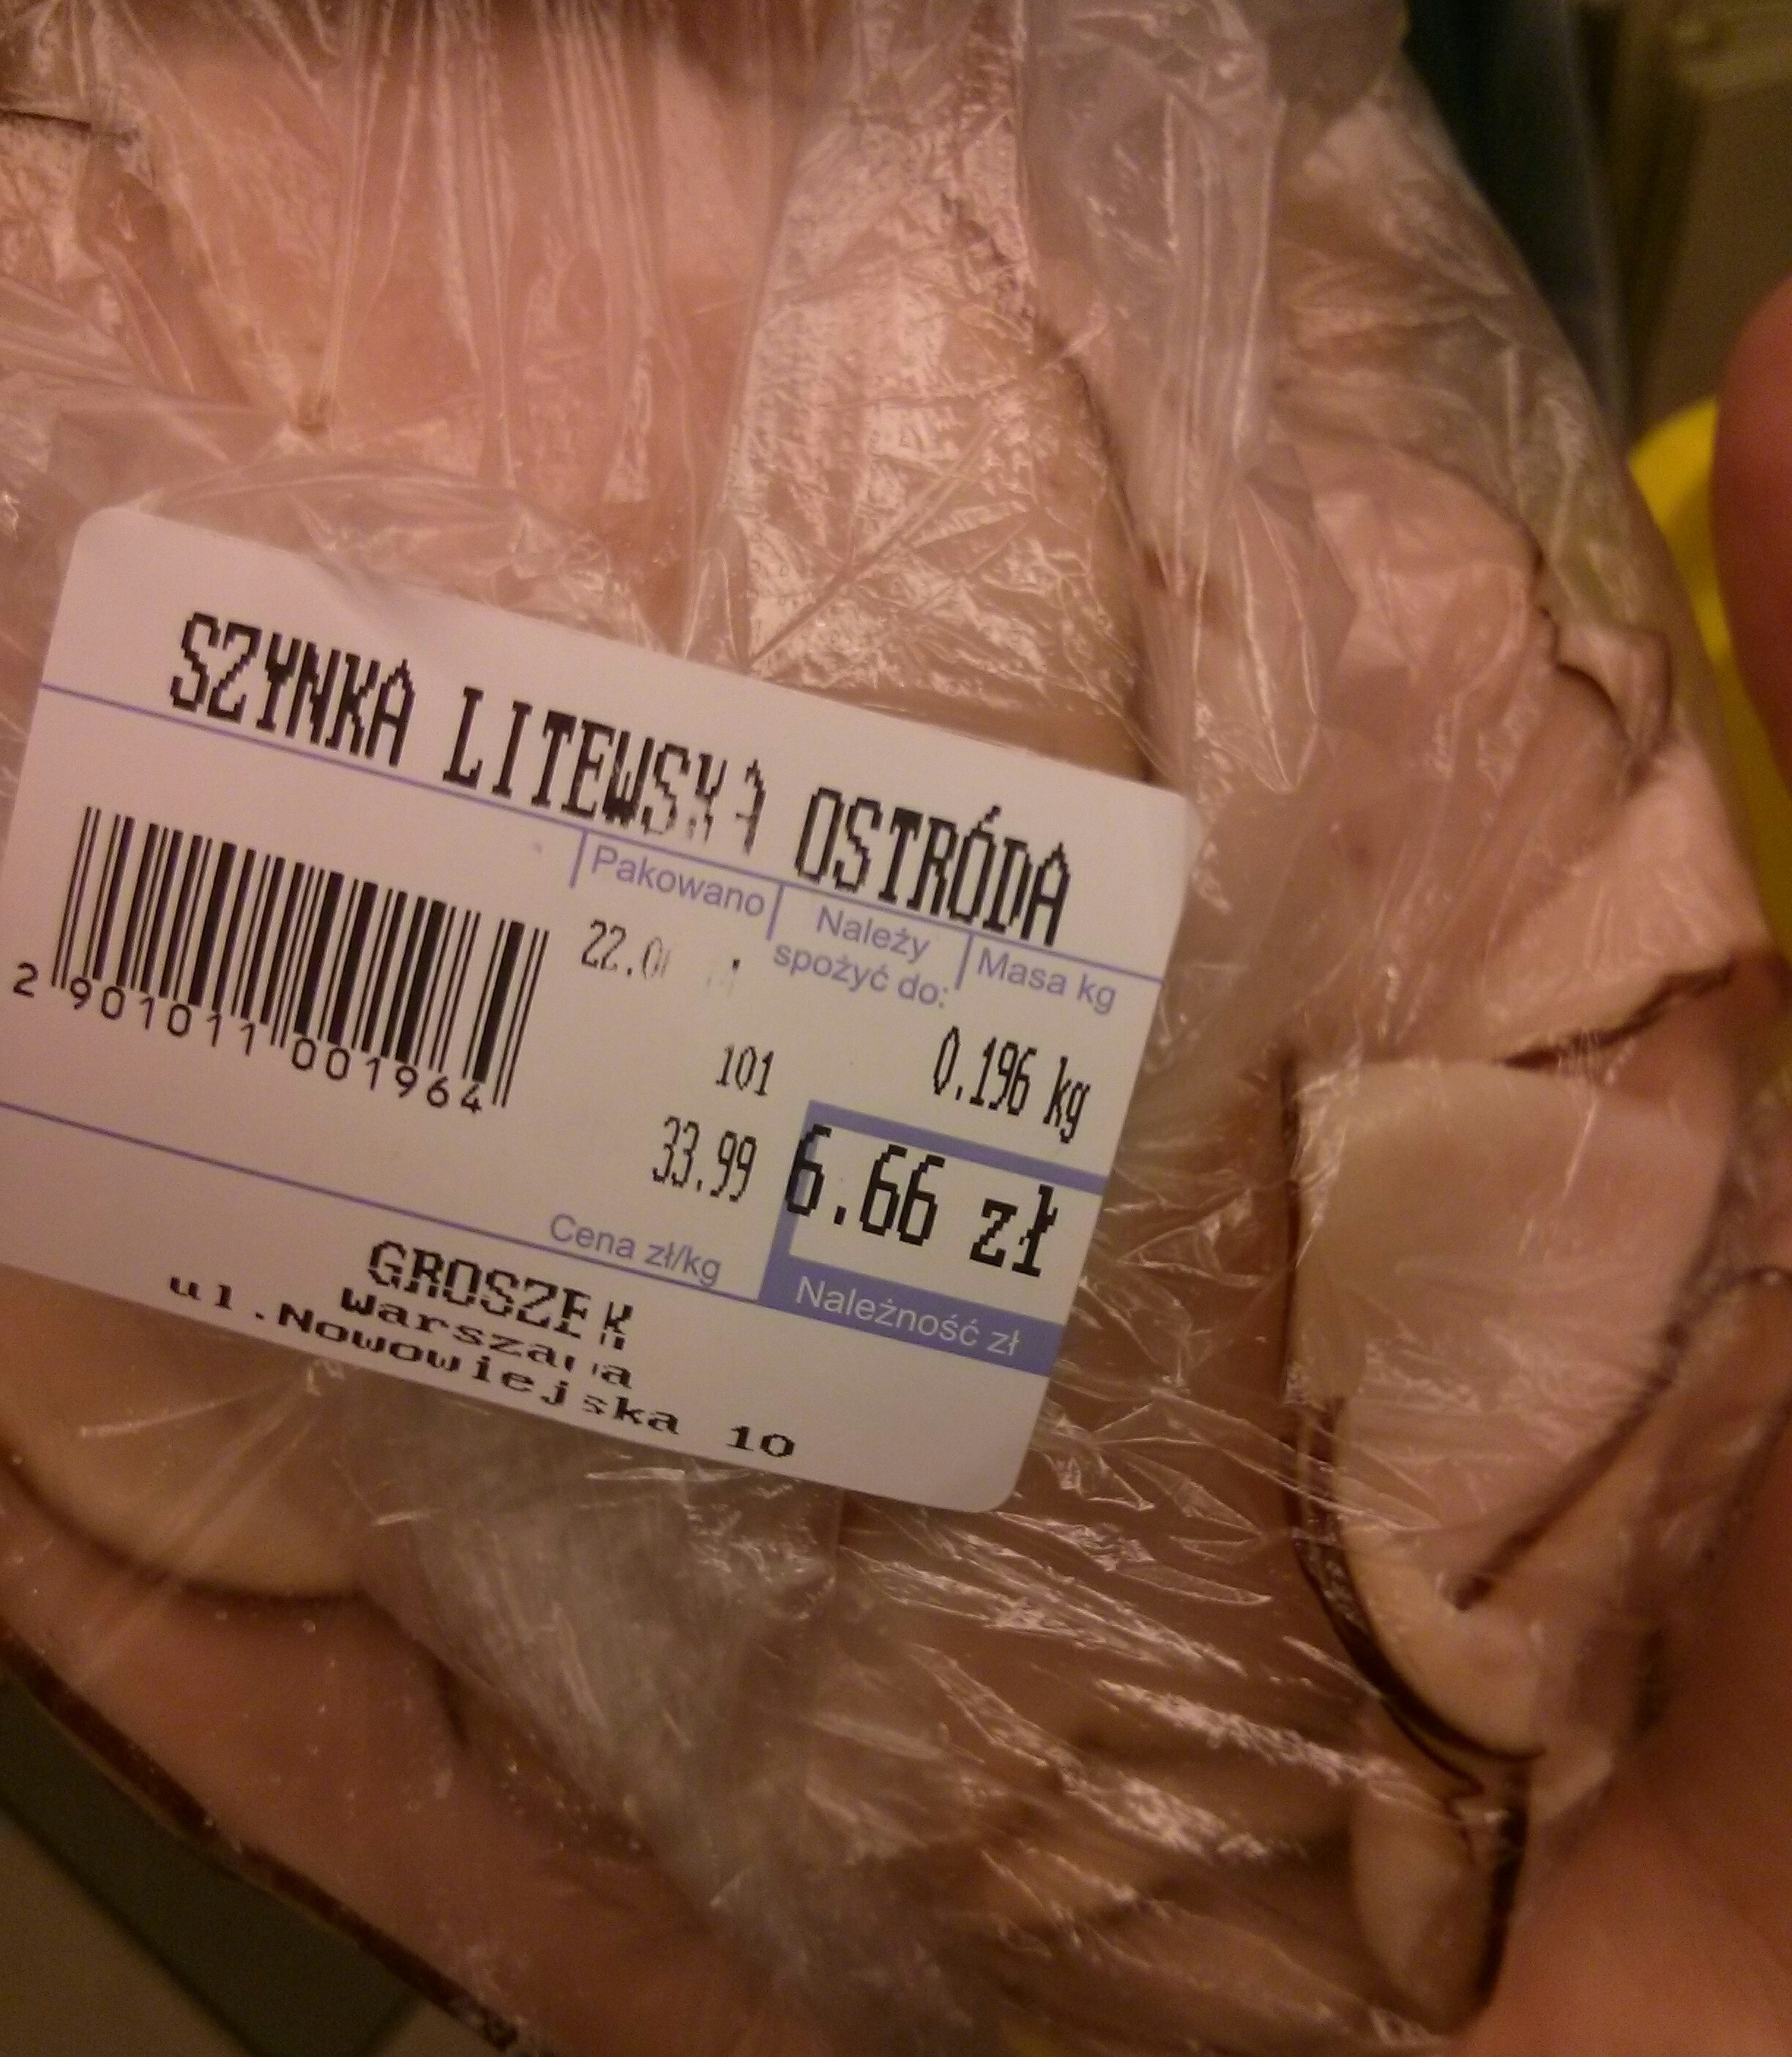 SZYNKA LITEWSKA OSTRÓDA
Pakowano
Należy
spożyć do:
Masa kg
2 901011 001964
101
0.196 kg
33.99
6.66 zł
Cena zł/kg
Należność zł
GROSZEK
Warszawa
ul.Nowowiejska 10